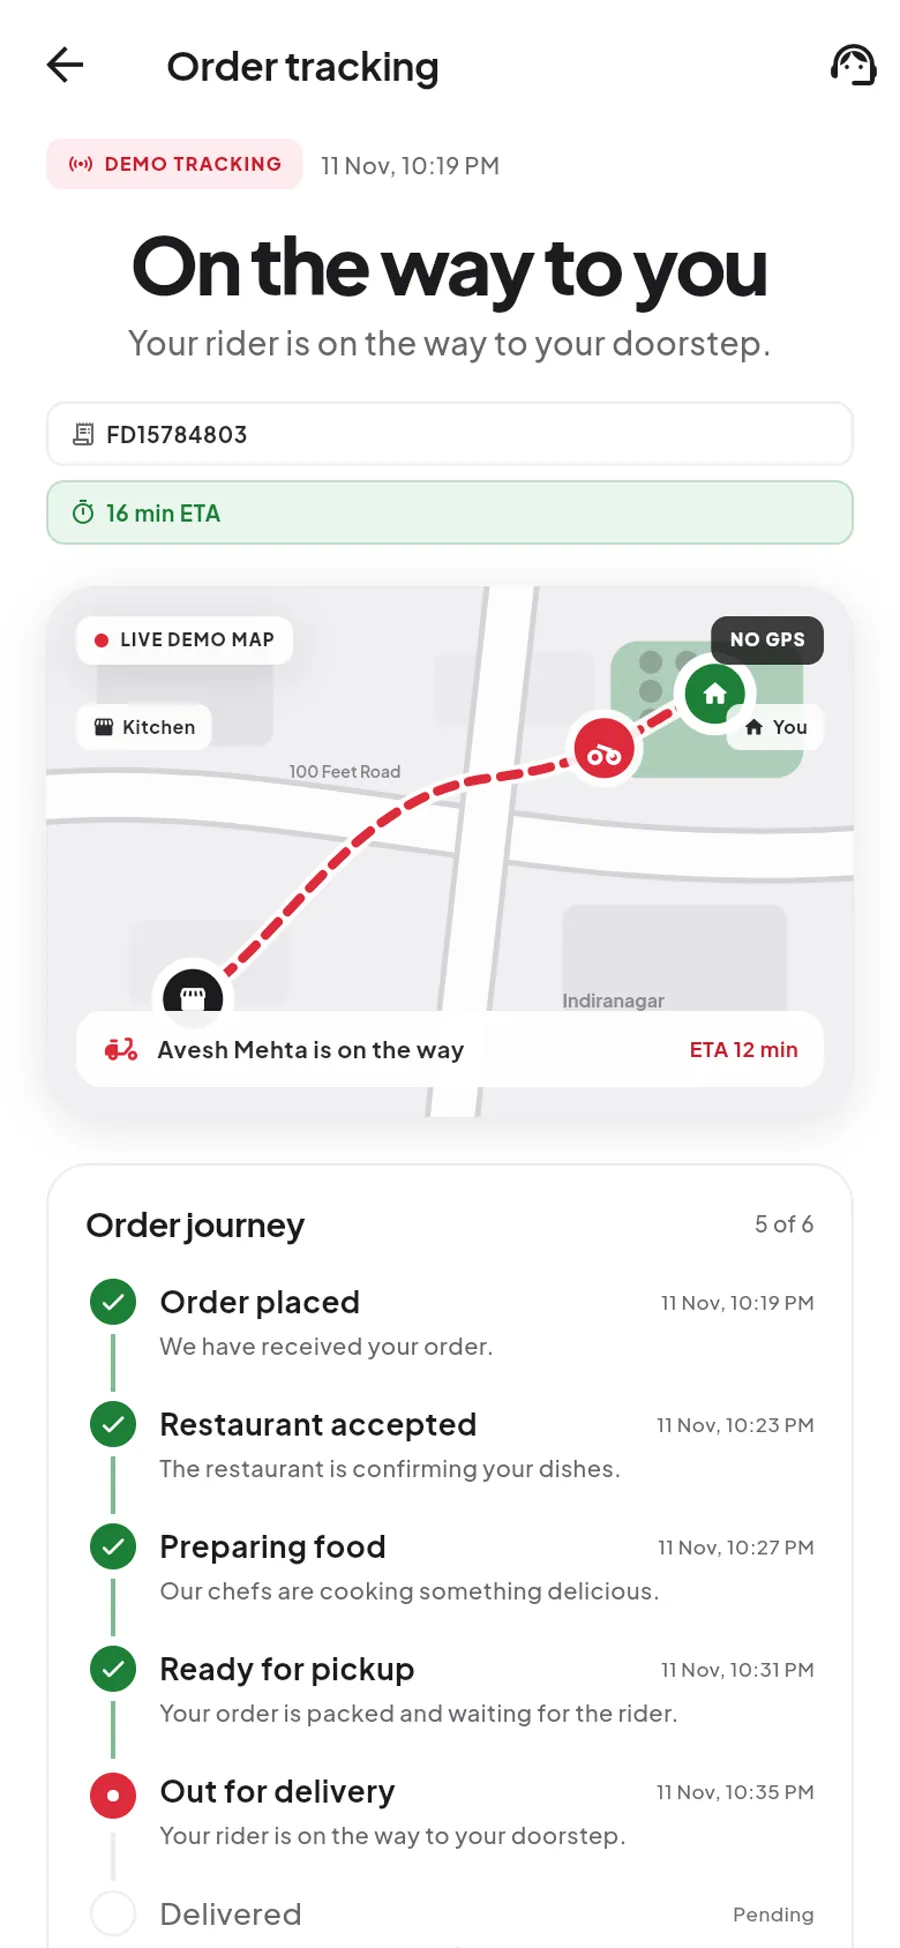 Order tracking
DEMO TRACKING
11 Nov, 10:19 PM
On the way to you
Your rider is on the way to your doorstep.
FD15784803
16 min ETA
LIVE DEMO MAP
NO GPS
Kitchen
You
100 Feet Road
Indiranagar
Avesh Mehta is on the way
ETA 12 min
Order journey
5 of 6
Order placed
11 Nov, 10:19 PM
We have received your order.
Restaurant accepted
11 Nov, 10:23 PM
The restaurant is confirming your dishes.
Preparing food
11 Nov, 10:27 PM
Our chefs are cooking something delicious.
Ready for pickup
11 Nov, 10:31 PM
Your order is packed and waiting for the rider.
Out for delivery
11 Nov, 10:35 PM
Your rider is on the way to your doorstep.
Delivered
Pending